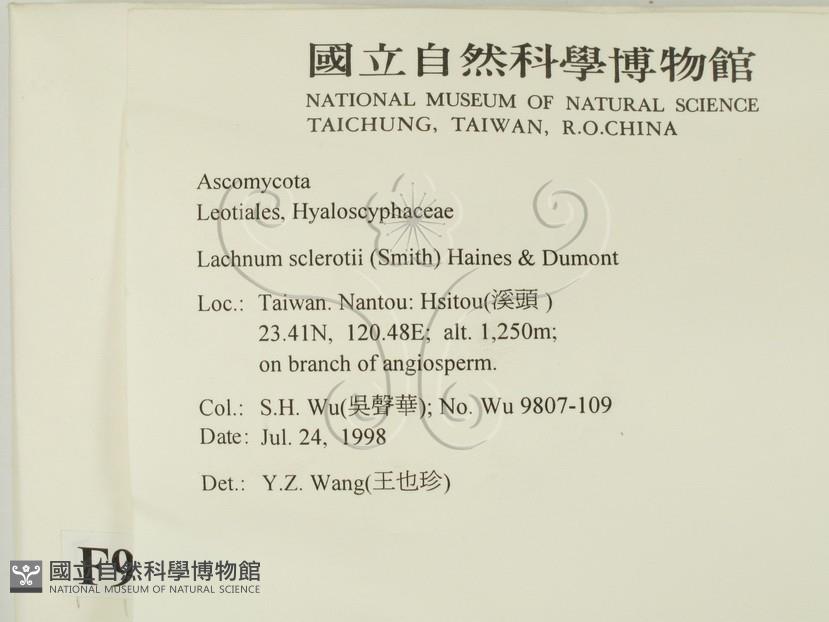 國立自然科學博物館
NATIONAL MUSEUM OF NATURAL SCIENCE
TAICHUNG, TAIWAN, R.O.CHINA
Ascomycota
Leotiales, Hyaloscyphaceae
Lachnum sclerotii (Smith) Haines & Dumont
Loc.: Taiwan. Nantou: Hsitou(溪頭 )
23.41N, 120.48E; alt. 1,250m;
on branch of angiosperm.
Col.: S.H. Wu(吳聲華); No. Wu 9807-109
Date: Jul. 24, 1998
Det.: Y.Z. Wang(王也珍)
F9
國立自然科學博物館
NATIONAL MUSEUM OF NATURAL SCIENCE